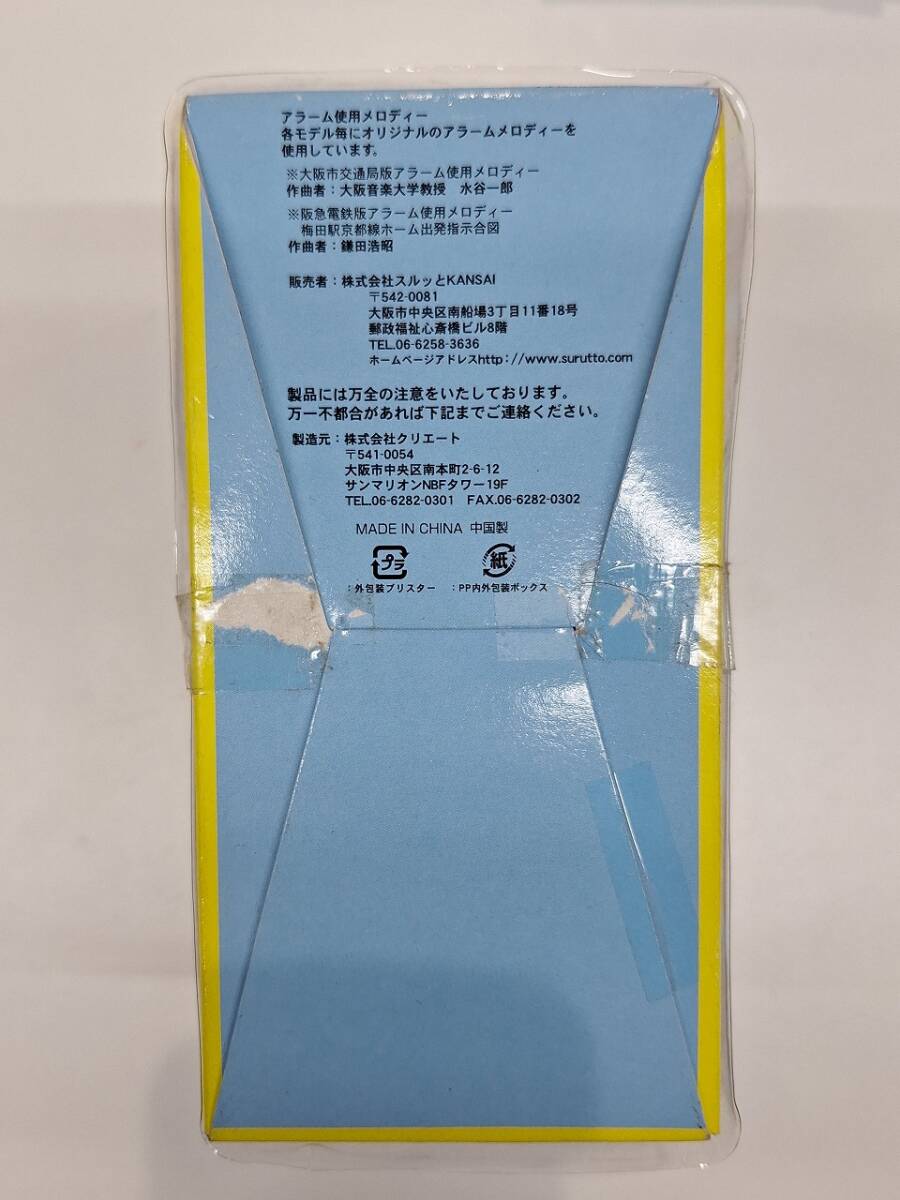 アラーム使用メロディー
各モデル毎にオリジナルのアラームメロディーを
使用しています。
※大阪市交通局版アラーム使用メロディー
作曲者：大阪音楽大学教授　水谷一郎
※阪急電鉄版アラーム使用メロディー
梅田駅京都線ホーム出発指示合図
作曲者：鎌田浩昭
販売者：株式会社スルッとKANSAI
〒542-0081
大阪市中央区南船場3丁目11番18号
郵政福祉心斎橋ビル8階
TEL.06-6258-3636
ホームページアドレスhttp://www.surutto.com
製品には万全の注意をいたしております。
万一不都合があれば下記までご連絡ください。
製造元：株式会社クリエート
〒541-0054
大阪市中央区南本町2-6-12
サンマリオンNBFタワー19F
TEL.06-6282-0301　FAX.06-6282-0302
MADE IN CHINA 中国製
プラ　紙
：外包装ブリスター　：PP内外包装ボックス